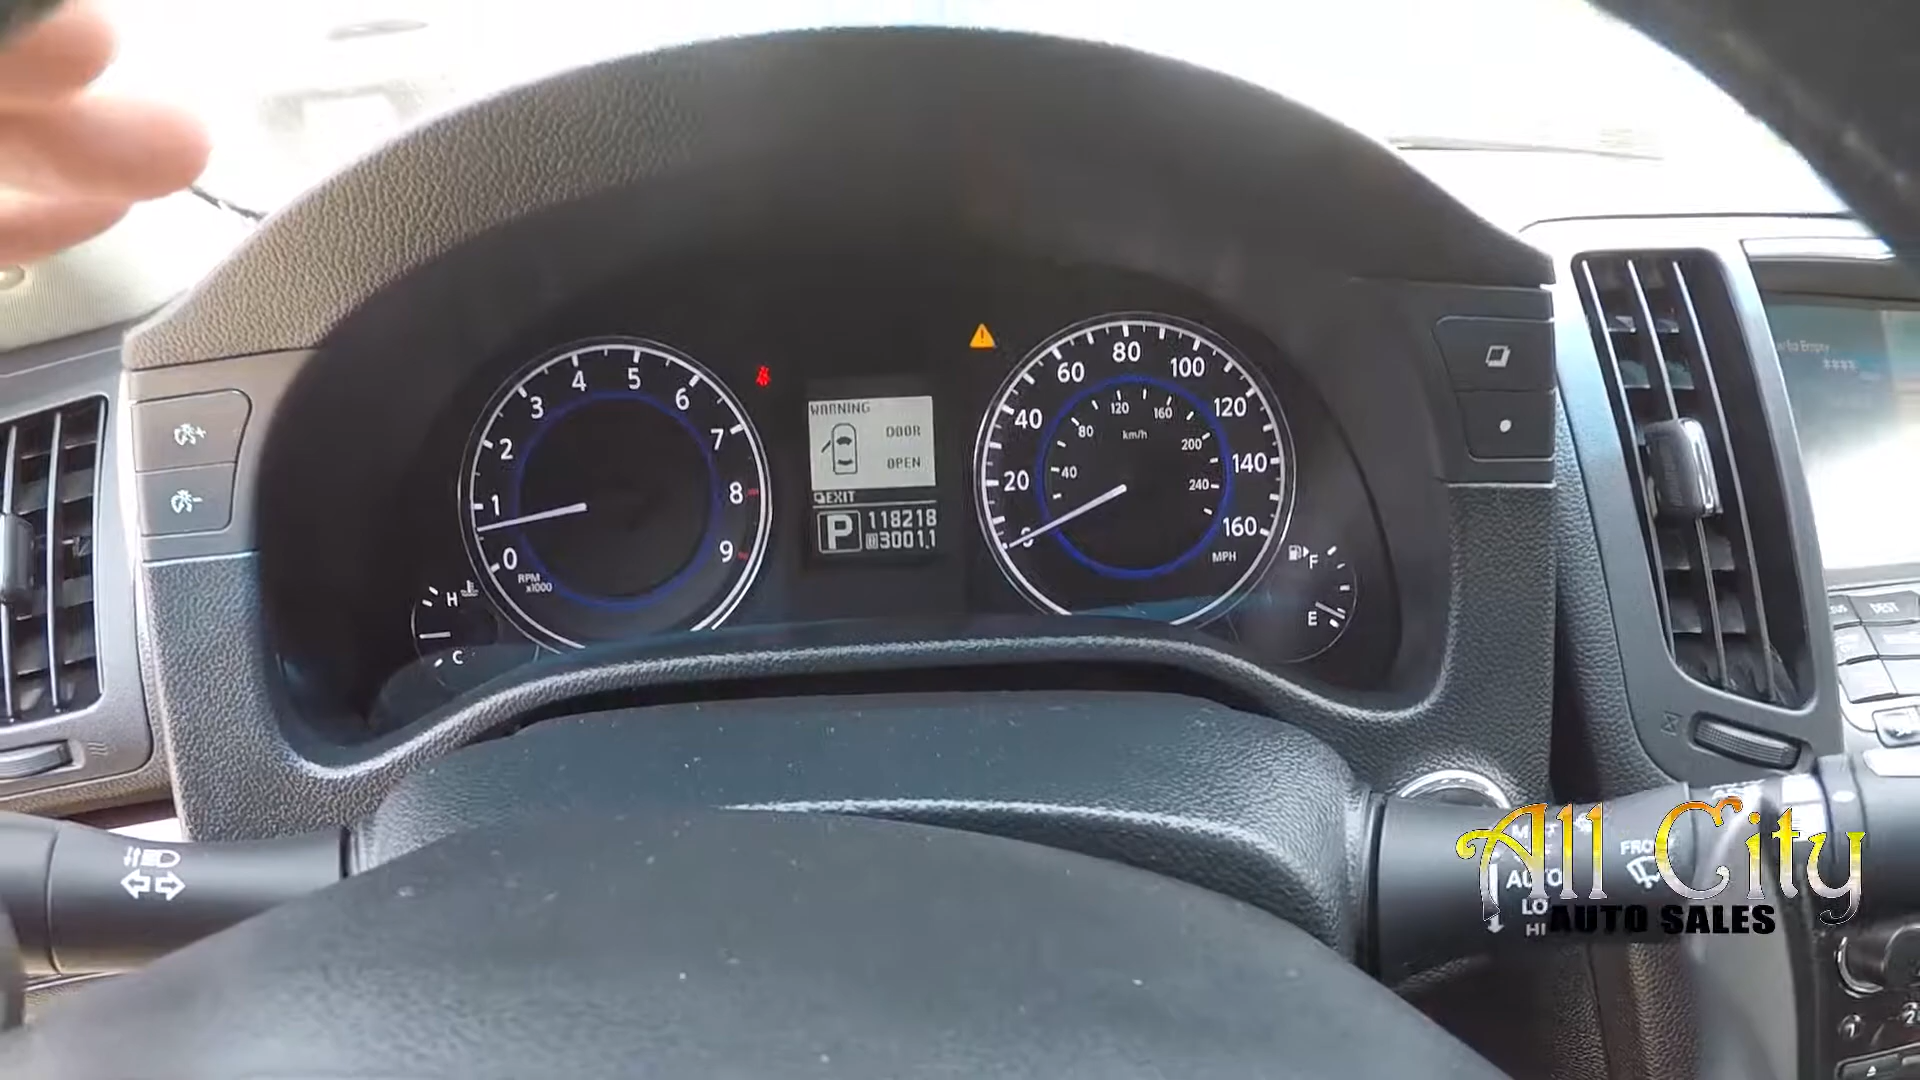 0 1 2 3 4 5 6 7 8 9
RPM
x1000
H
C
WARNING
DOOR
OPEN
EXIT
P 118218
B 3001.1
20 40 60 80 100 120 140 160
MPH
40 80 120 160 200 240
km/h
F
E
DEST
AUTO
LO
HI
All City
AUTO SALES